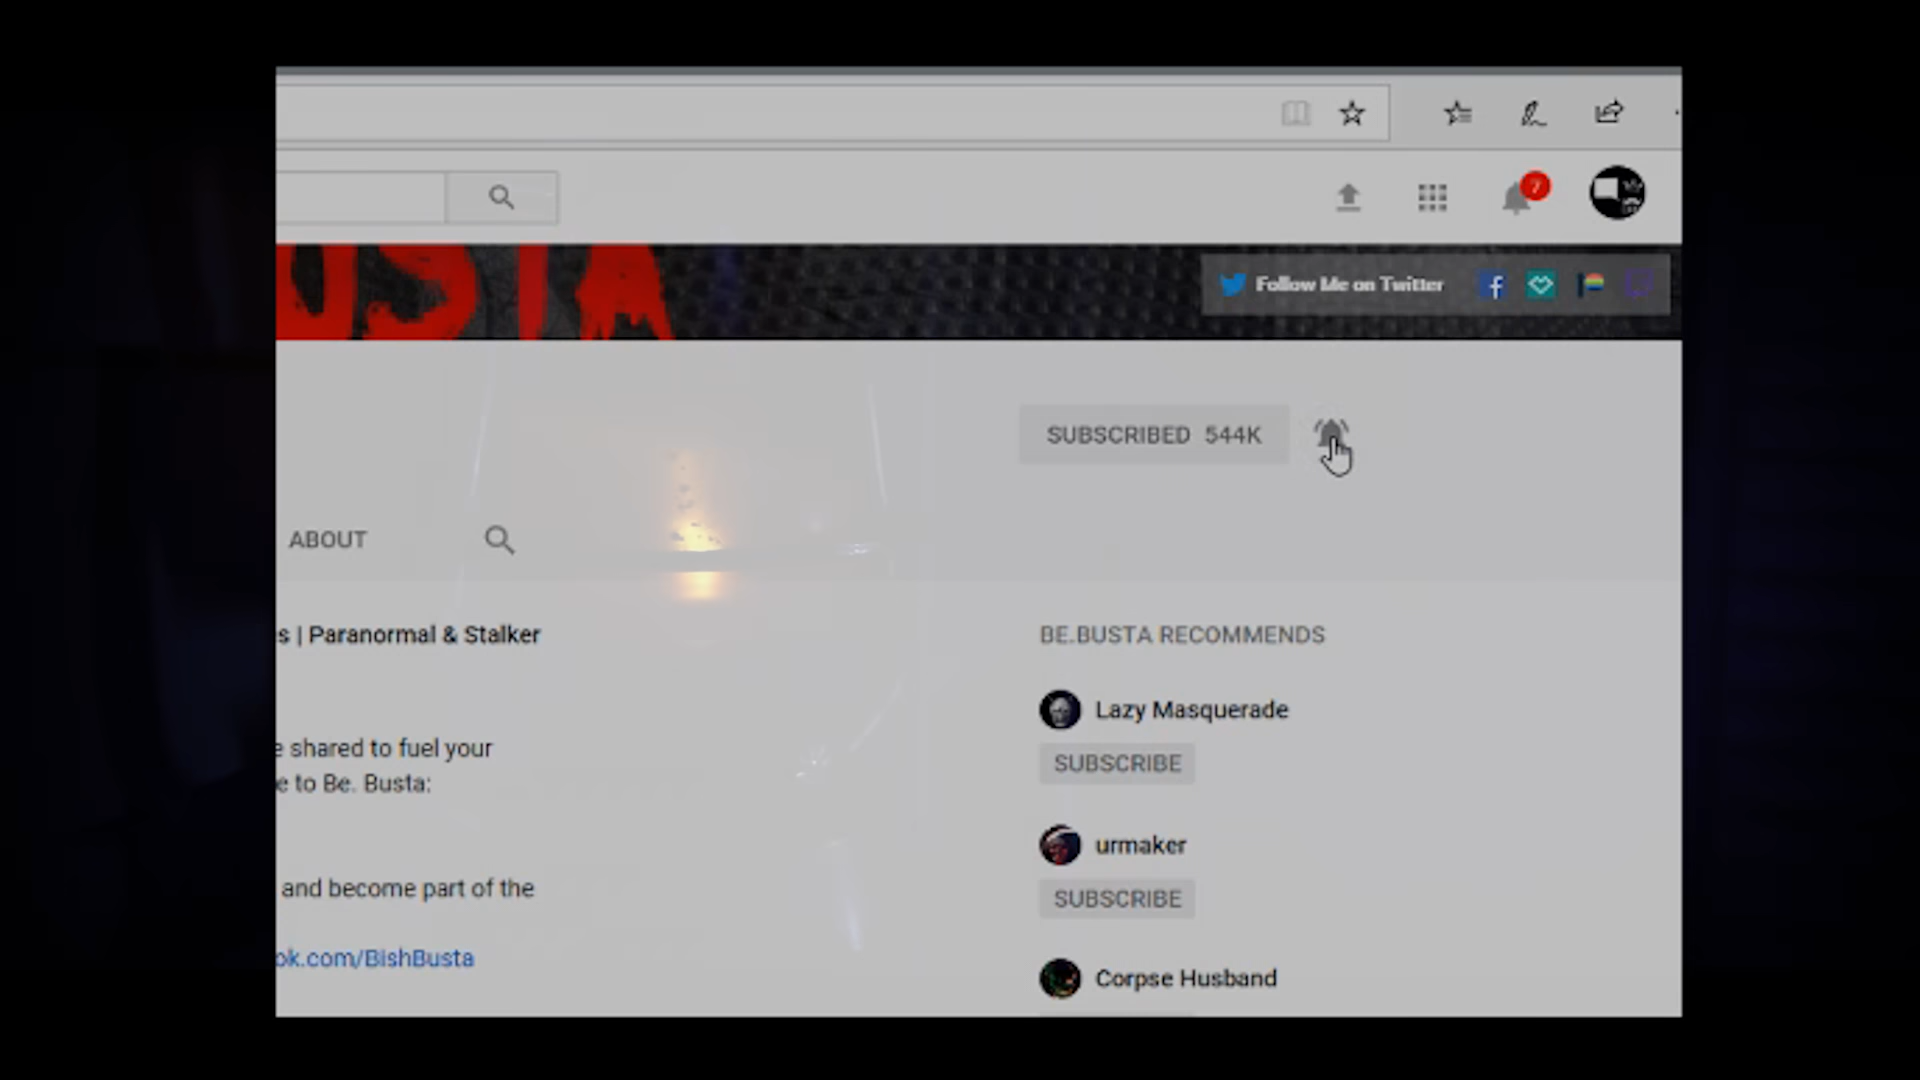 7
USTA
Follow Me on Twitter
SUBSCRIBED 544K
ABOUT
s | Paranormal & Stalker
BE.BUSTA RECOMMENDS
Lazy Masquerade
SUBSCRIBE
e shared to fuel your
e to Be. Busta:
urmaker
SUBSCRIBE
and become part of the
ok.com/BishBusta
Corpse Husband